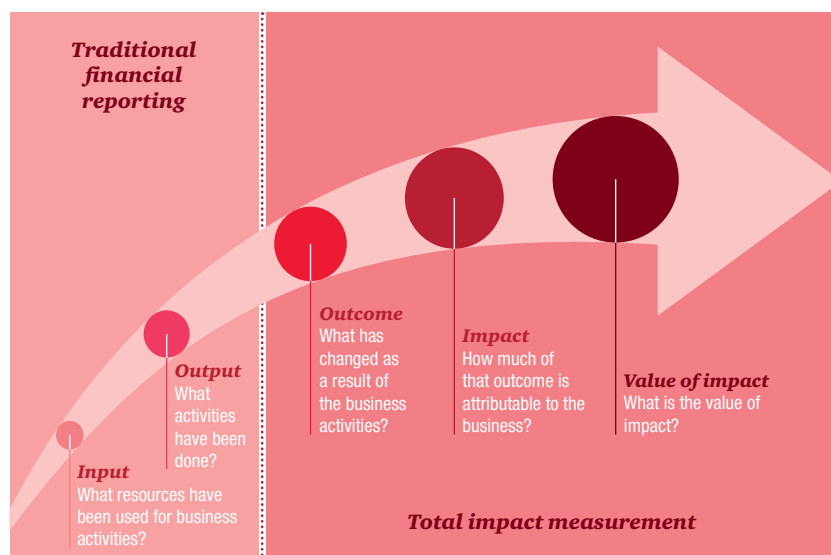 Traditional
financial
reporting
Input
What resources have
been used for business
activities?
Output
What
activities
have been
done?
Outcome
What has
changed as
a result of
the business
activities?
Impact
How much of
that outcome is
attributable to the
business?
Value of impact
What is the value of
impact?
Total impact measurement